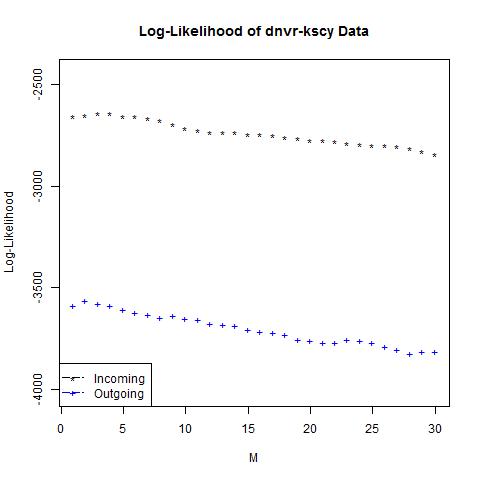 Log-Likelihood of dnvr-kscy Data
Log-Likelihood
-2500
-3000
-3500
-4000
Incoming
Outgoing
0 5 10 15 20 25 30
M